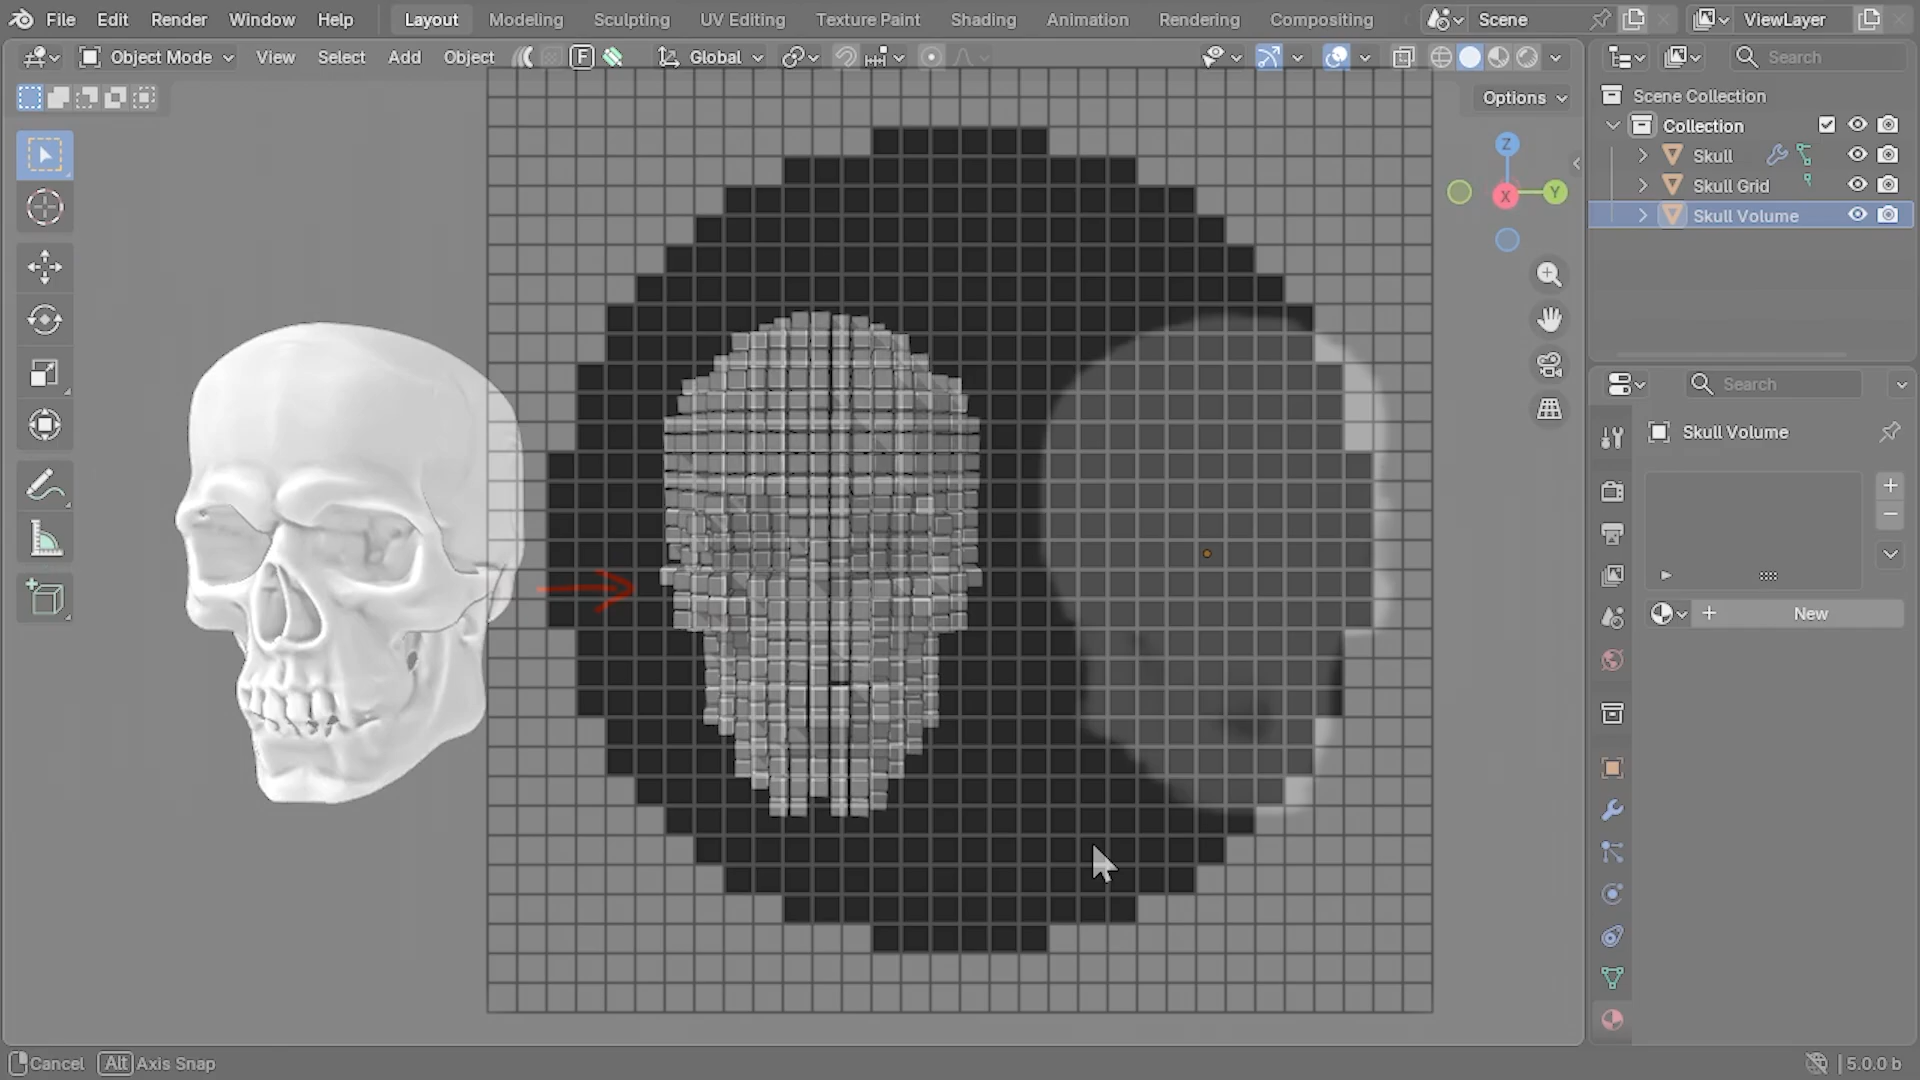 File Edit Render Window Help Layout Modeling Sculpting UV Editing Texture Paint Shading Animation Rendering Compositing Scene ViewLayer
Object Mode View Select Add Object F Global Search
Options
Scene Collection
Collection
Skull
Skull Grid
Skull Volume
Z
X
Y
Search
Skull Volume
New
Cancel Alt Axis Snap 5.0.0 b